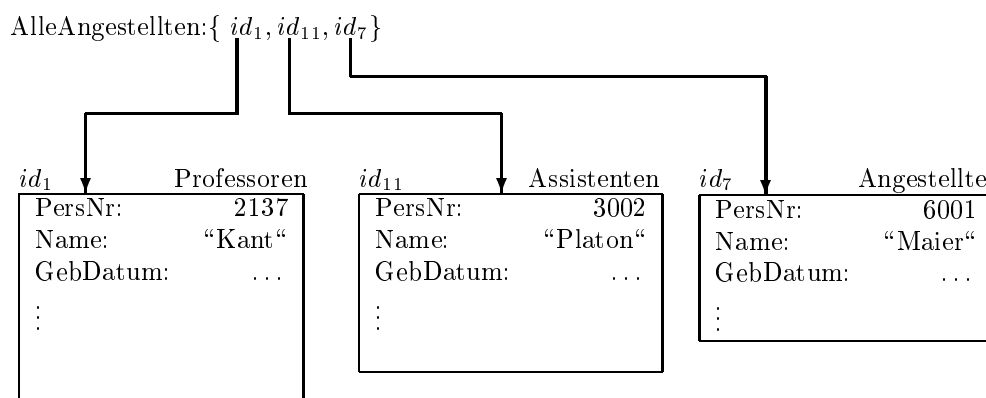 AlleAngestellten:{ id₁, id₁₁, id₇}
id₁ Professoren
PersNr: 2137
Name: “Kant“
GebDatum: ...
⋮
id₁₁ Assistenten
PersNr: 3002
Name: “Platon“
GebDatum: ...
⋮
id₇ Angestellte
PersNr: 6001
Name: “Maier“
GebDatum: ...
⋮